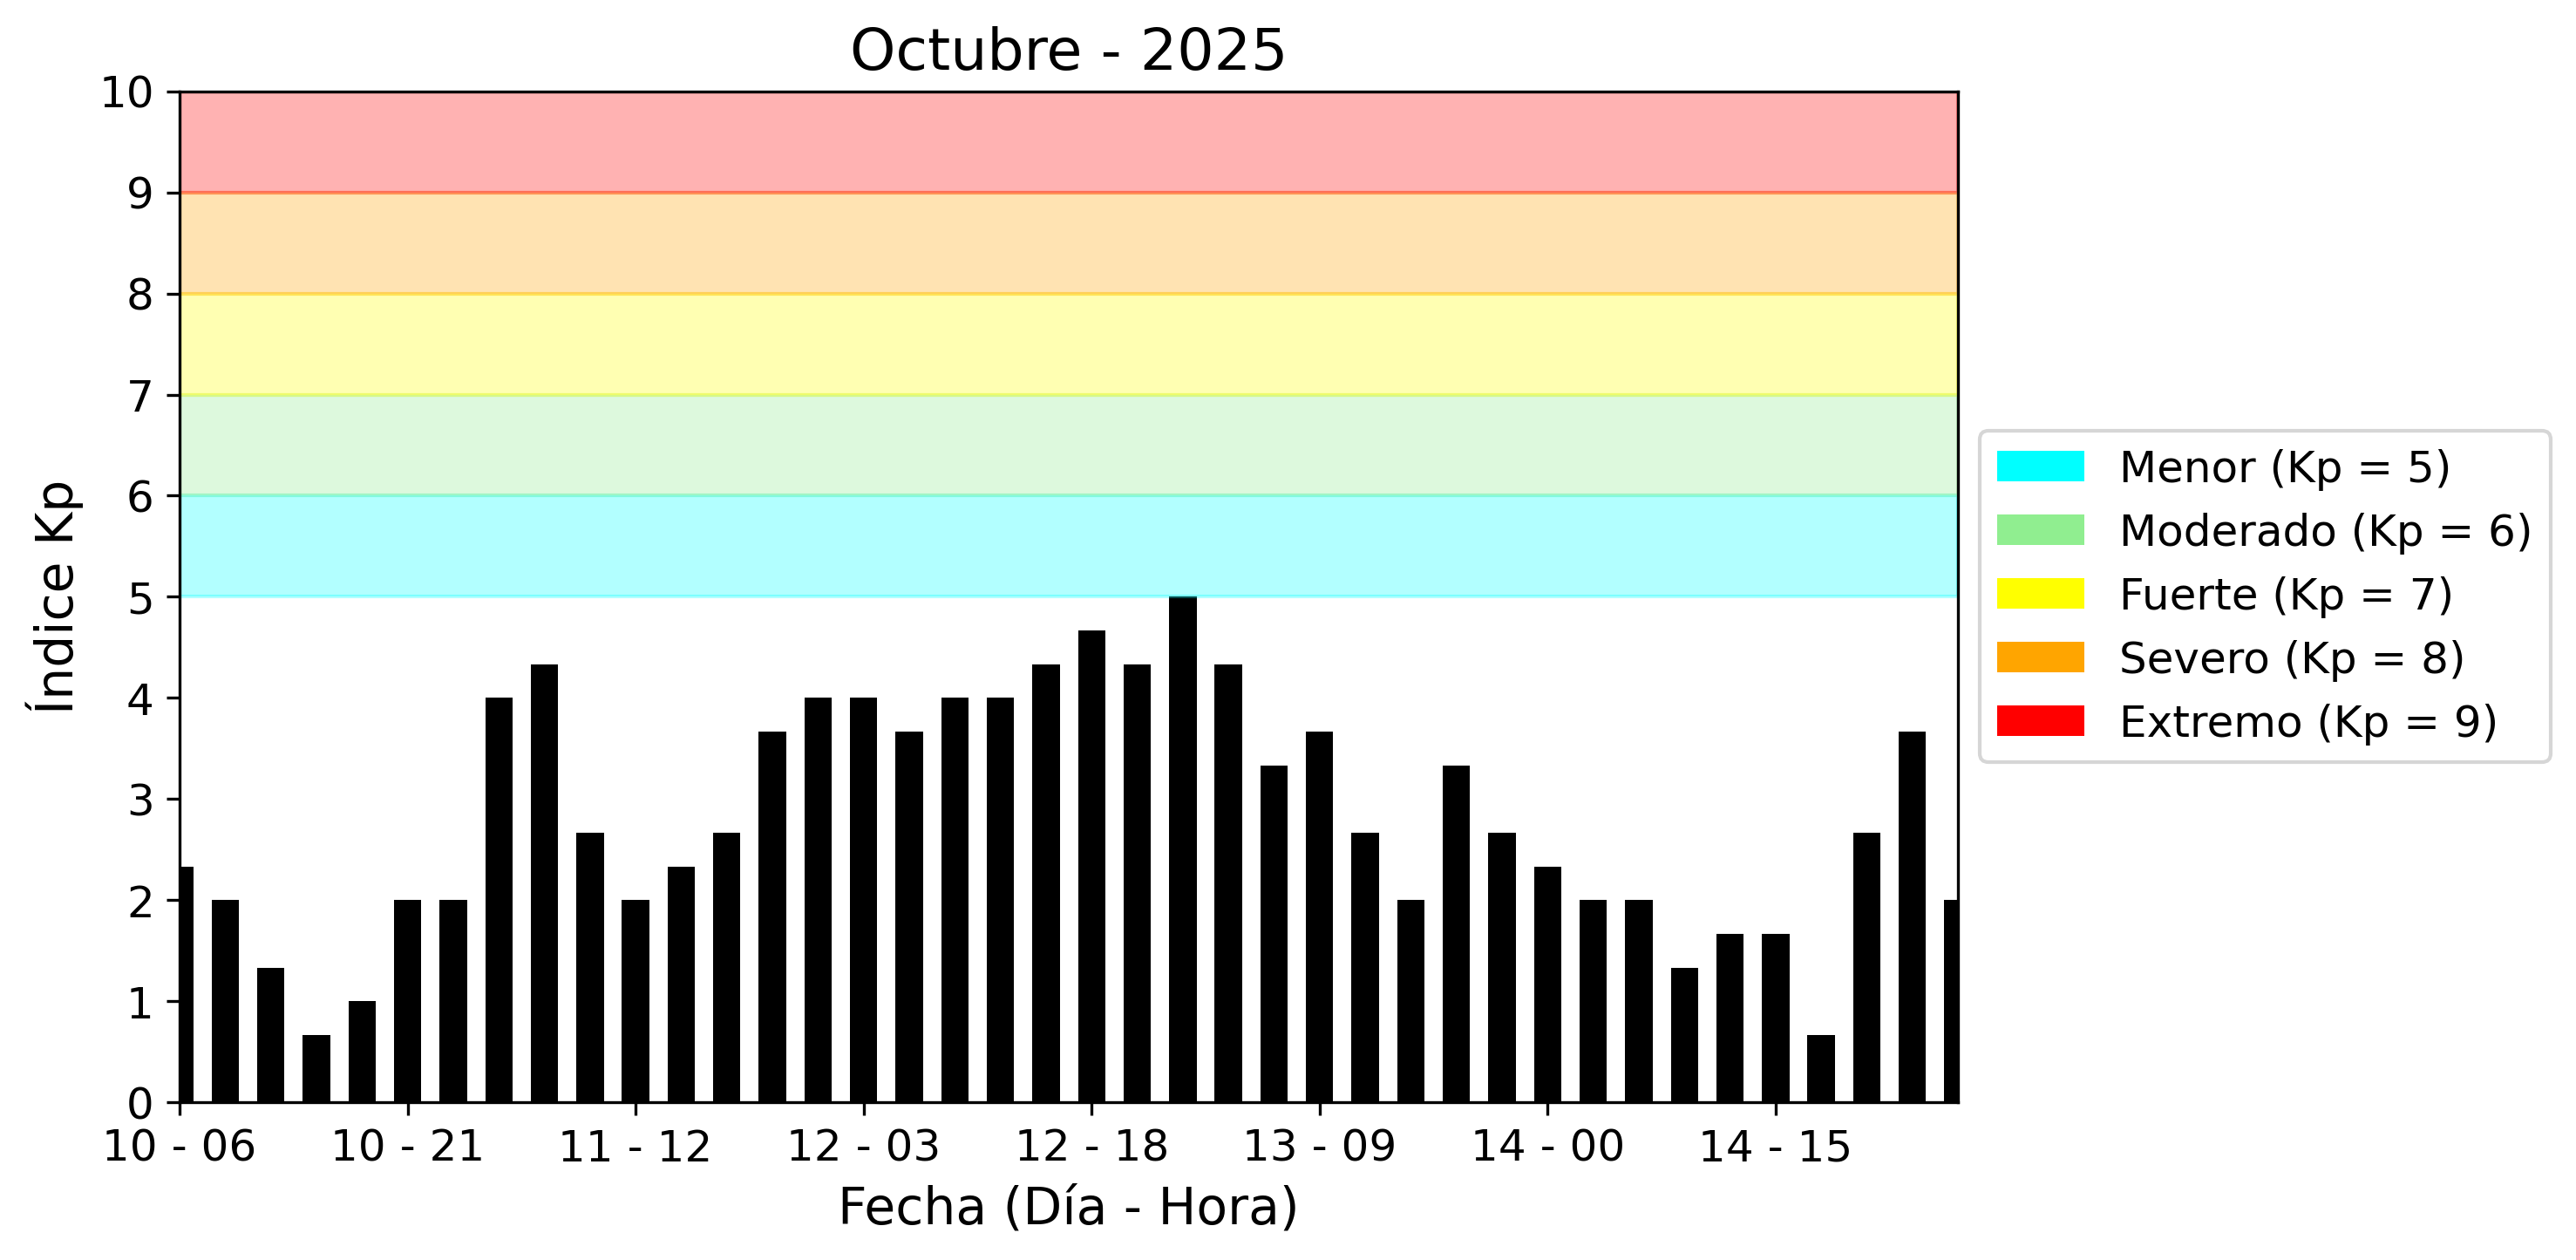 Octubre - 2025
10
9
8
7
6
5
4
3
2
1
0
Índice Kp
10 - 06
10 - 21
11 - 12
12 - 03
12 - 18
13 - 09
14 - 00
14 - 15
Fecha (Día - Hora)
Menor (Kp = 5)
Moderado (Kp = 6)
Fuerte (Kp = 7)
Severo (Kp = 8)
Extremo (Kp = 9)